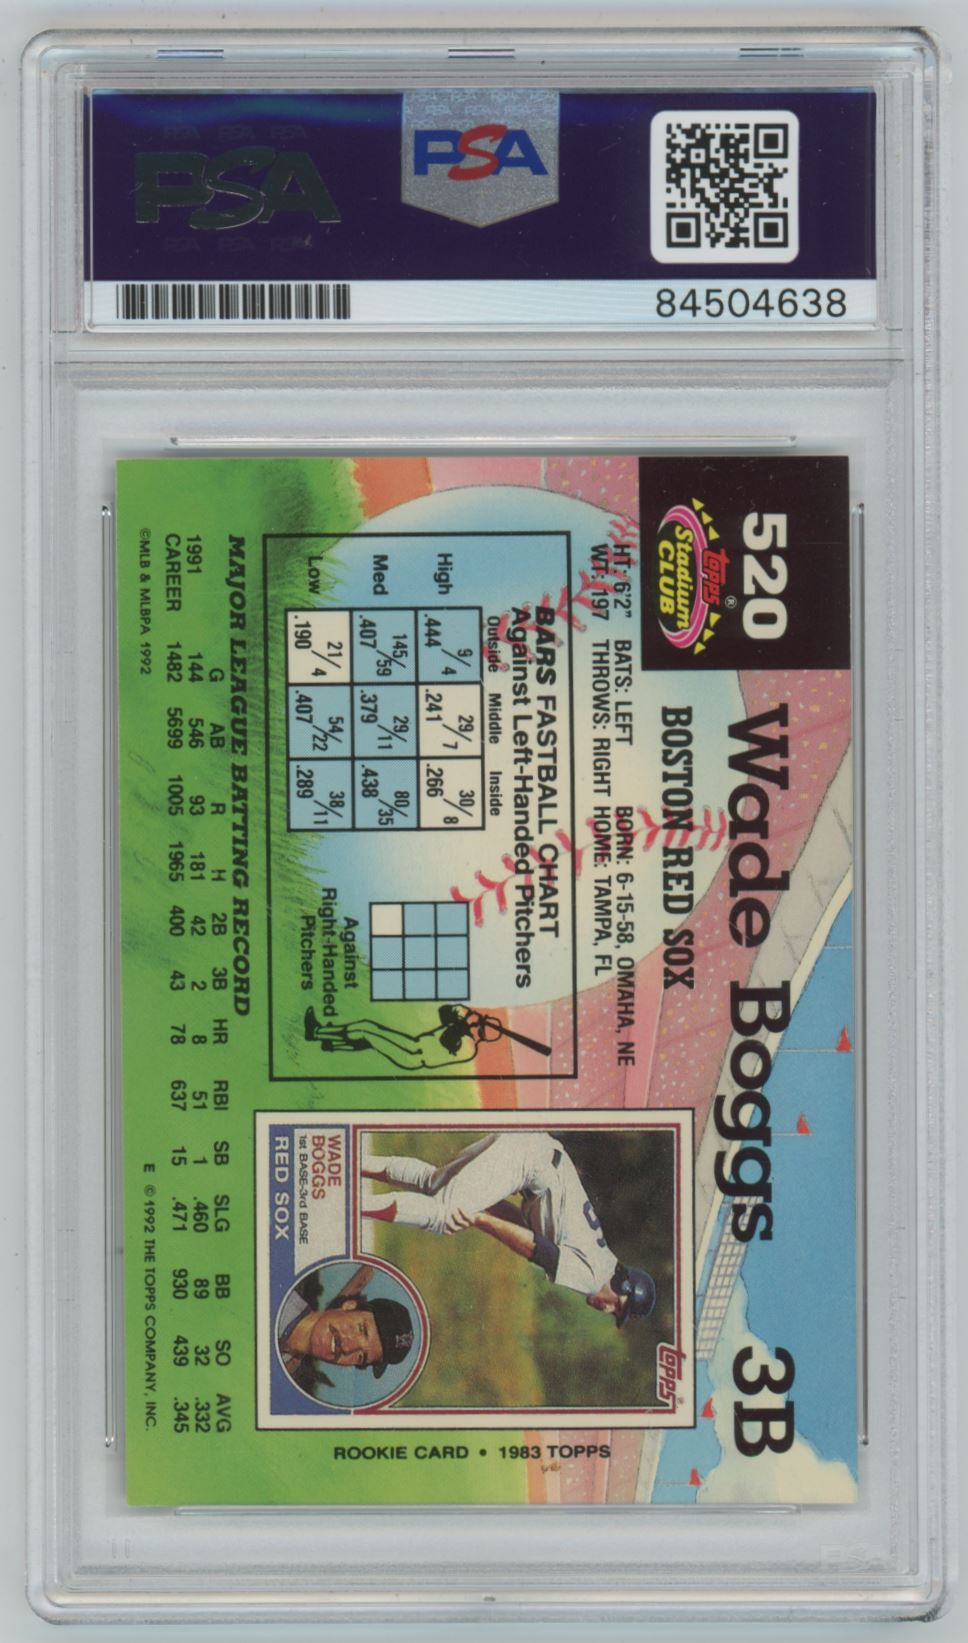 PSA PSA PSA
PSA
PSA PSA PSA
PSA
84504638
520 Wade Boggs 3B
topps®
Stadium
CLUB
BOSTON RED SOX
HT: 6'2" BATS: LEFT BORN: 6-15-58, OMAHA, NE
WT: 197 THROWS: RIGHT HOME: TAMPA, FL
BARS FASTBALL CHART
Against Left-Handed Pitchers
Outside Middle Inside
High 9/4 29/7 30/8
.444 .241 .266
Med 145/59 29/11 80/35
.407 .379 .438
Low 21/4 54/22 38/11
.190 .407 .289
Against
Right-Handed
Pitchers
topps
WADE
BOGGS
1st BASE-3rd BASE
RED SOX
ROOKIE CARD • 1983 TOPPS
MAJOR LEAGUE BATTING RECORD
G AB R H 2B 3B HR RBI SB SLG BB SO AVG
1991 144 546 93 181 42 2 8 51 1 .460 89 32 .332
CAREER 1482 5699 1005 1965 400 43 78 637 15 .471 930 439 .345
©MLB & MLBPA 1992 E ©1992 THE TOPPS COMPANY, INC.
PSA